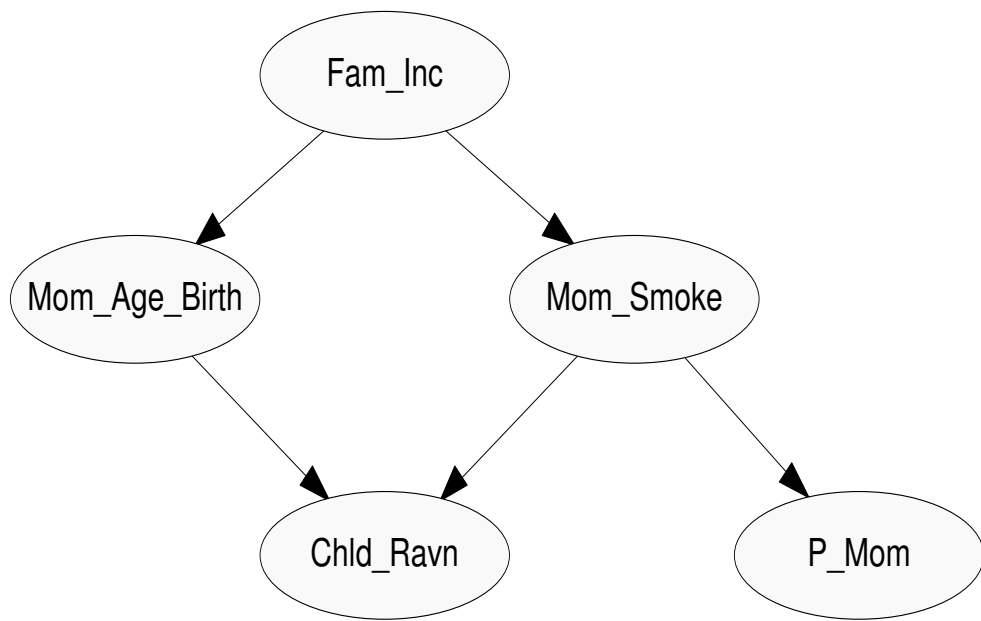 Fam_Inc
Mom_Age_Birth
Mom_Smoke
Chld_Ravn
P_Mom